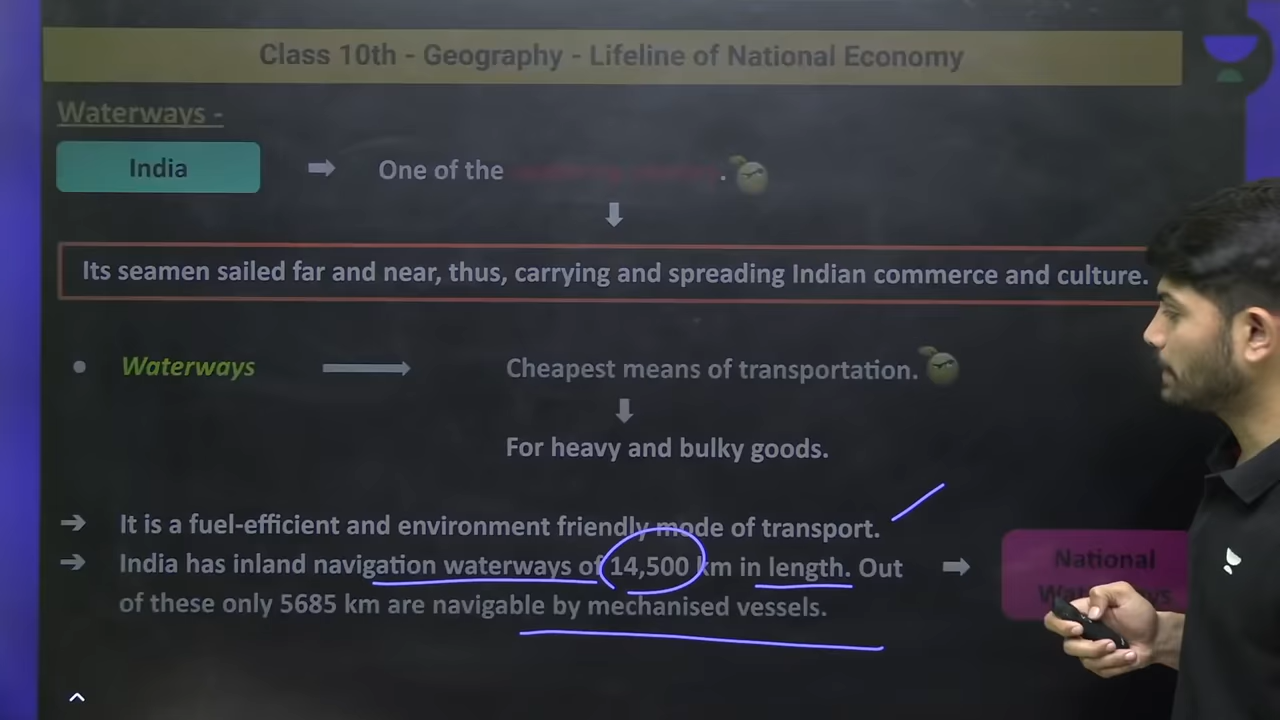 Class 10th - Geography - Lifeline of National Economy
Waterways -
India
One of the .
Its seamen sailed far and near, thus, carrying and spreading Indian commerce and culture.
Waterways
Cheapest means of transportation.
For heavy and bulky goods.
It is a fuel-efficient and environment friendly mode of transport.
India has inland navigation waterways of 14,500 km in length. Out
of these only 5685 km are navigable by mechanised vessels.
National